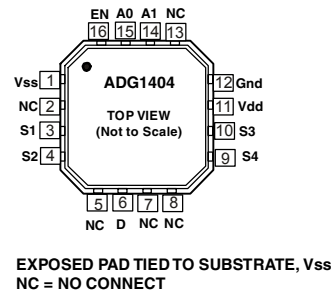 EN A0 A1 NC
16 15 14 13
Vss 1
NC 2
S1 3
S2 4
ADG1404
TOP VIEW
(Not to Scale)
12 Gnd
11 Vdd
10 S3
9 S4
5 6 7 8
NC D NC NC
EXPOSED PAD TIED TO SUBSTRATE, Vss
NC = NO CONNECT